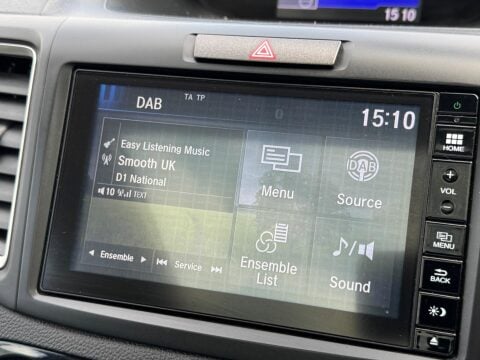 15 10
DAB
TA TP
15:10
Easy Listening Music
Smooth UK
D1 National
10
TEXT
Menu
Source
DAB
Ensemble
List
Sound
Ensemble
Service
HOME
+
VOL
-
MENU
BACK